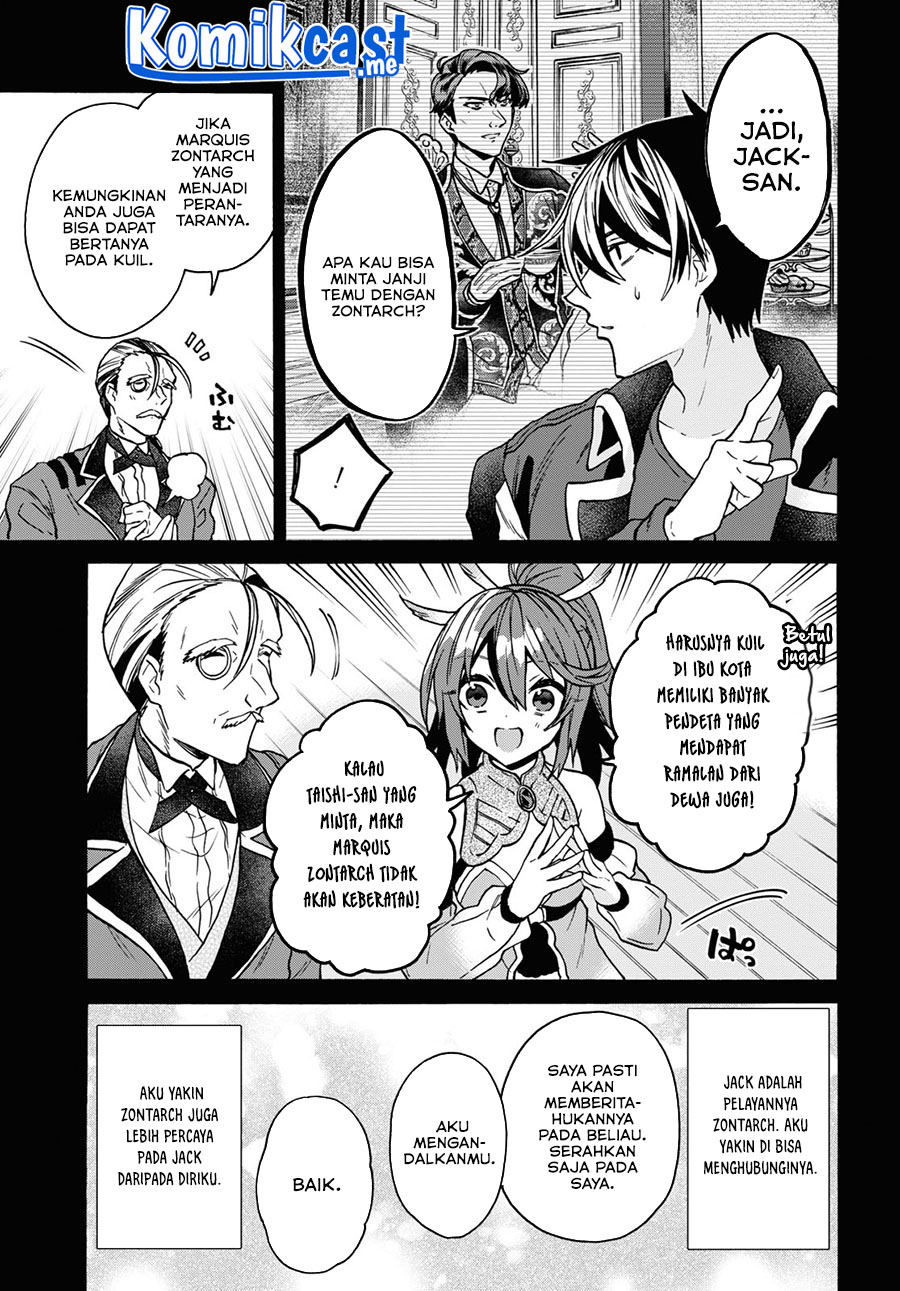 Komikcast
.me
...
JADI,
JACK-
SAN.
APA KAU BISA
MINTA JANJI
TEMU DENGAN
ZONTARCH?
!
JIKA
MARQUIS
ZONTARCH
YANG
MENJADI
PERAN-
TARANYA.
KEMUNGKINAN
ANDA JUGA
BISA DAPAT
BERTANYA
PADA KUIL.
ふむ
Betul
juga!
HARUSNYA KUIL
DI IBU KOTA
MEMILIKI BANYAK
PENDETA YANG
MENDAPAT
RAMALAN DARI
DEWA JUGA!
KALAU
TAISHI-SAN YANG
MINTA, MAKA
MARQUIS
ZONTARCH TIDAK
AKAN KEBERATAN!
ぱっ
JACK ADALAH
PELAYANNYA
ZONTARCH. AKU
YAKIN DI BISA
MENGHUBUNGINYA.
SAYA PASTI
AKAN
MEMBERITA-
HUKANNYA
PADA BELIAU.
SERAHKAN
SAJA PADA
SAYA.
AKU
MENGAN-
DALKANMU.
BAIK.
AKU YAKIN
ZONTARCH JUGA
LEBIH PERCAYA
PADA JACK
DARIPADA DIRIKU.